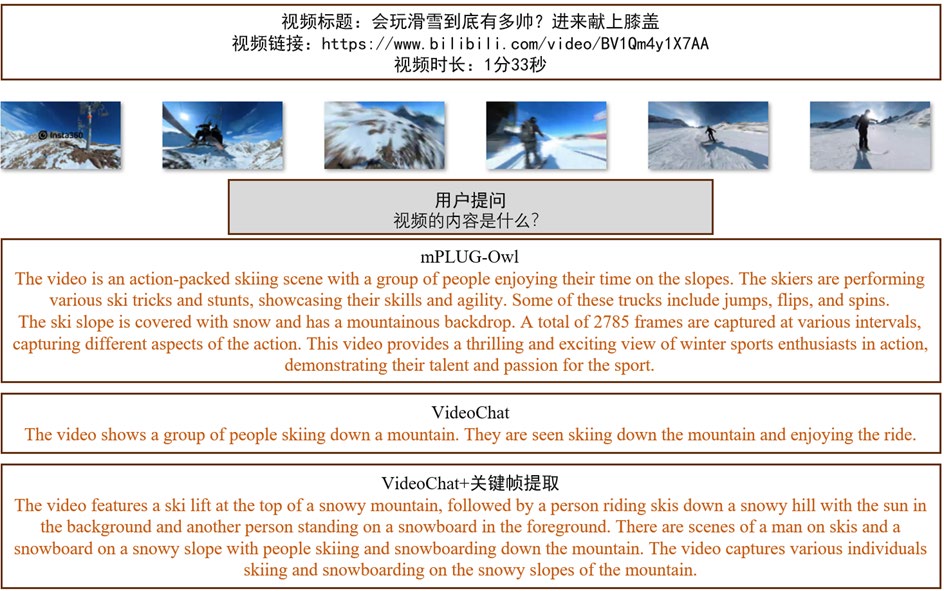 视频标题：会玩滑雪到底有多帅？进来献上膝盖
视频链接：https://www.bilibili.com/video/BV1Qm4y1X7AA
视频时长：1分33秒
Insta360
用户提问
视频的内容是什么?
mPLUG-Owl
The video is an action-packed skiing scene with a group of people enjoying their time on the slopes. The skiers are performing
various ski tricks and stunts, showcasing their skills and agility. Some of these trucks include jumps, flips, and spins.
The ski slope is covered with snow and has a mountainous backdrop. A total of 2785 frames are captured at various intervals,
capturing different aspects of the action. This video provides a thrilling and exciting view of winter sports enthusiasts in action,
demonstrating their talent and passion for the sport.
VideoChat
The video shows a group of people skiing down a mountain. They are seen skiing down the mountain and enjoying the ride.
VideoChat+关键帧提取
The video features a ski lift at the top of a snowy mountain, followed by a person riding skis down a snowy hill with the sun in
the background and another person standing on a snowboard in the foreground. There are scenes of a man on skis and a
snowboard on a snowy slope with people skiing and snowboarding down the mountain. The video captures various individuals
skiing and snowboarding on the snowy slopes of the mountain.